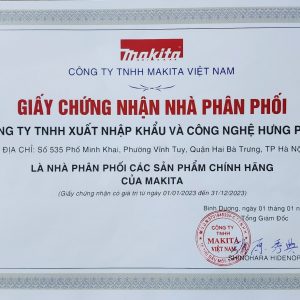 makita
CÔNG TY TNHH MAKITA VIỆT NAM
GIẤY CHỨNG NHẬN NHÀ PHÂN PHỐI
NG TY TNHH XUẤT NHẬP KHẨU VÀ CÔNG NGHỆ HƯNG P
ĐỊA CHỈ: Số 535 Phố Minh Khai, Phường Vĩnh Tuy, Quận Hai Bà Trưng, TP Hà Nộ
LÀ NHÀ PHÂN PHỐI CÁC SẢN PHẨM CHÍNH HÃNG
CỦA MAKITA
(Giấy chứng nhận có giá trị từ ngày 01/01/2023 đến 31/12/2023)
Bình Dương, ngày 01 tháng 01 n
Tổng Giám Đốc
CÔNG TY
TNHH
MAKITA
VIỆT NAM
SHINOHARA HIDENOR